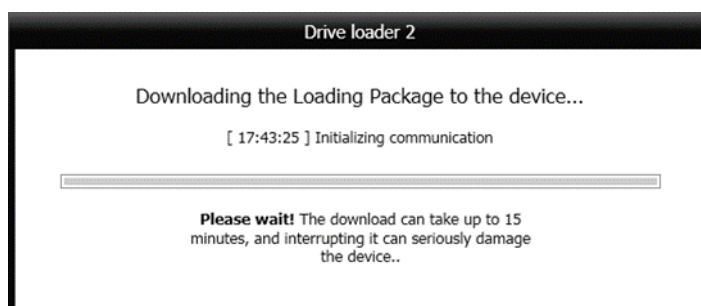 Drive loader 2
Downloading the Loading Package to the device...
[ 17:43:25 ] Initializing communication
Please wait! The download can take up to 15
minutes, and interrupting it can seriously damage
the device..